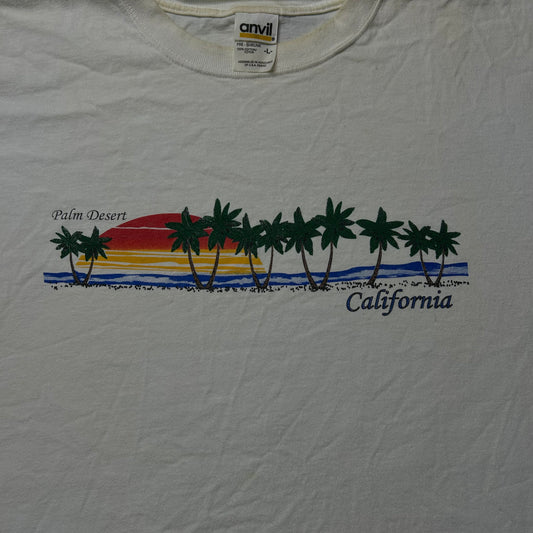 anvil
-L-
Palm Desert
California